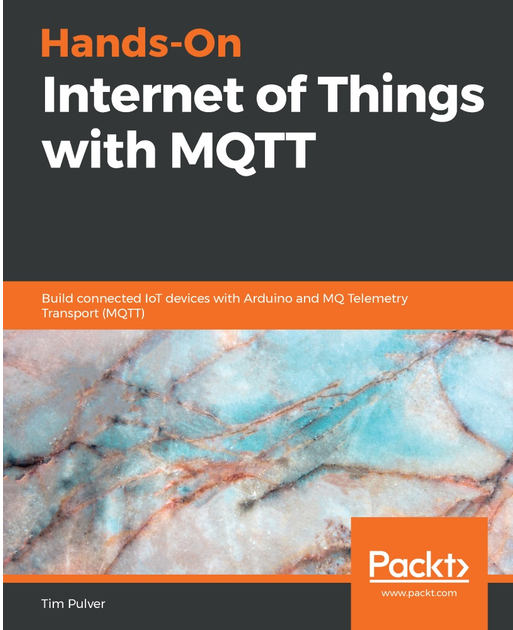 Hands-On
Internet of Things
with MQTT
Build connected IoT devices with Arduino and MQ Telemetry
Transport (MQTT)
Packt>
www.packt.com
Tim Pulver